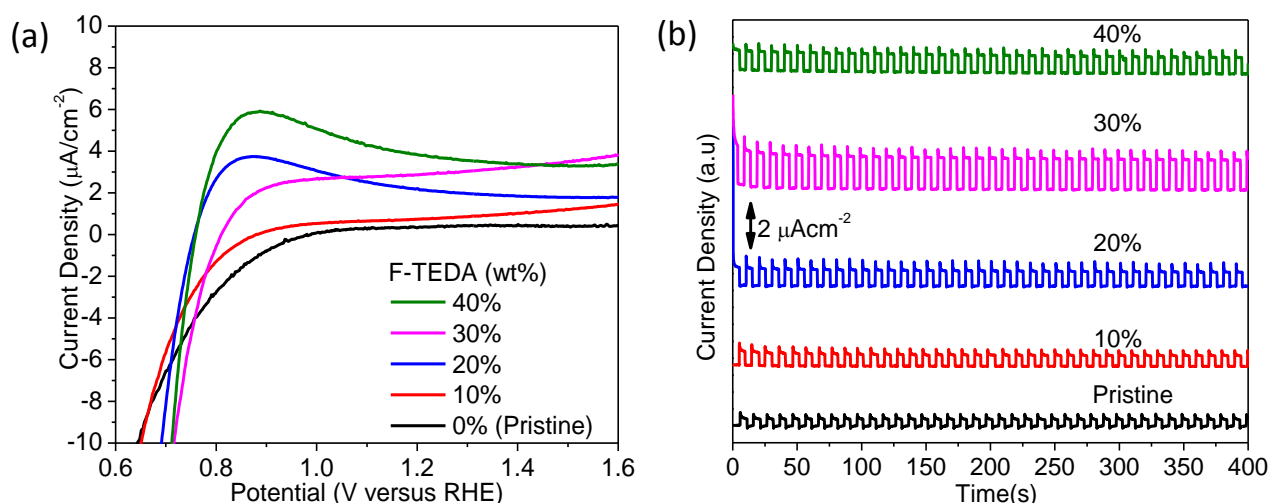 (a)
10
8
6
4
2
0
-2
-4
-6
-8
-10
Current Density (μA/cm⁻²)
F-TEDA (wt%)
40%
30%
20%
10%
0% (Pristine)
0.6 0.8 1.0 1.2 1.4 1.6
Potential (V versus RHE)
(b)
Current Density (a.u)
40%
30%
2 μAcm⁻²
20%
10%
Pristine
0 50 100 150 200 250 300 350 400
Time(s)